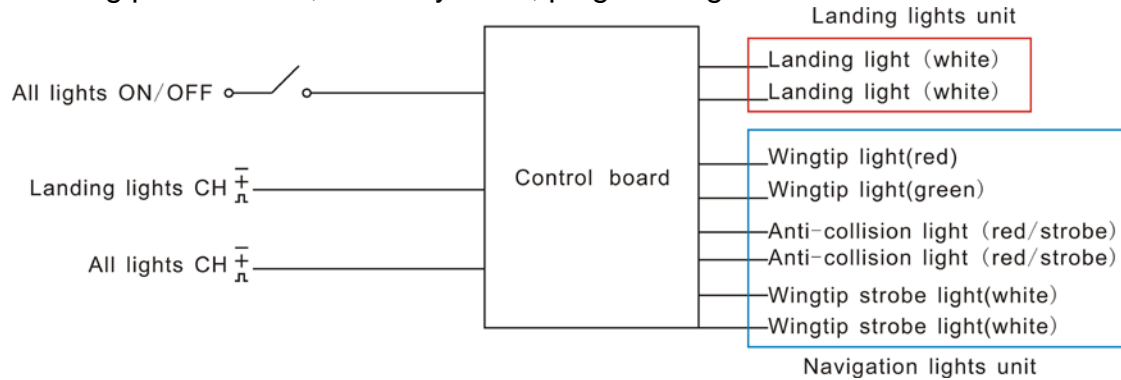 Landing lights unit
All lights ON/OFF
Landing lights CH
All lights CH
Control board
Landing light (white)
Landing light (white)
Wingtip light(red)
Wingtip light(green)
Anti-collision light (red/strobe)
Anti-collision light (red/strobe)
Wingtip strobe light(white)
Wingtip strobe light(white)
Navigation lights unit